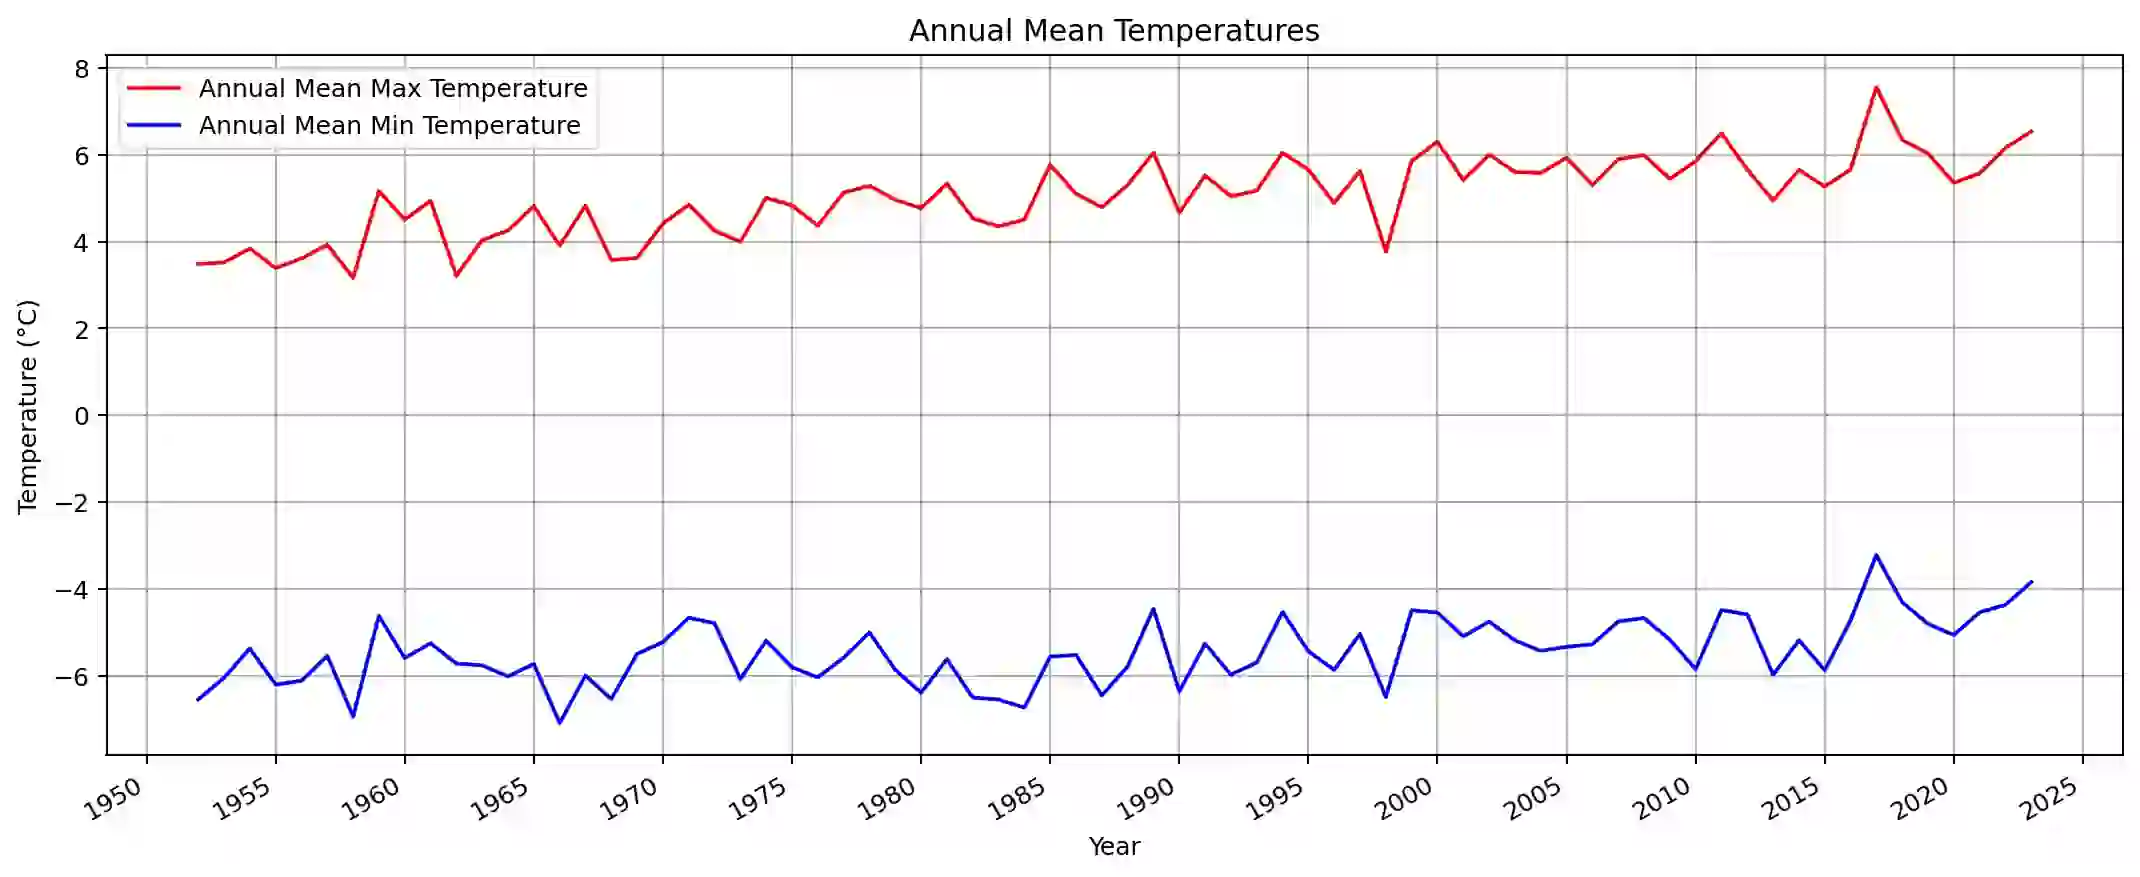 Annual Mean Temperatures
Annual Mean Max Temperature
Annual Mean Min Temperature
8
6
4
2
0
−2
−4
−6
Temperature (°C)
1950 1955 1960 1965 1970 1975 1980 1985 1990 1995 2000 2005 2010 2015 2020 2025
Year